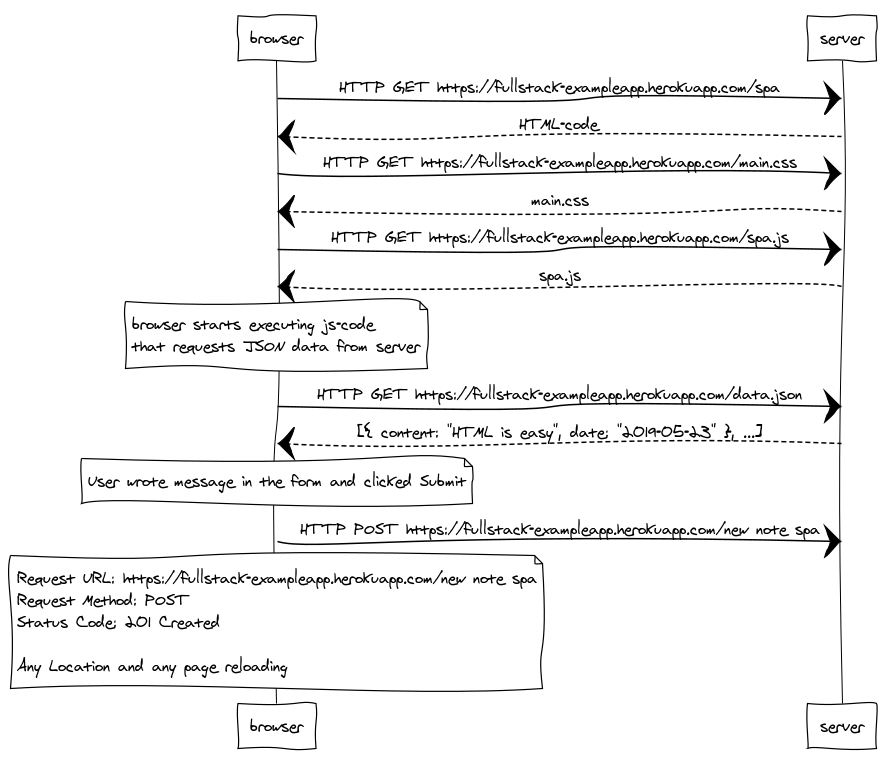 browser
server
HTTP GET https://fullstack-exampleapp.herokuapp.com/spa
HTML-code
HTTP GET https://fullstack-exampleapp.herokuapp.com/main.css
main.css
HTTP GET https://fullstack-exampleapp.herokuapp.com/spa.js
spa.js
browser starts executing js-code
that requests JSON data from server
HTTP GET https://fullstack-exampleapp.herokuapp.com/data.json
[{ content: "HTML is easy", date: "2019-05-23" }, ...]
User wrote message in the form and clicked Submit
HTTP POST https://fullstack-exampleapp.herokuapp.com/new note spa
Request URL: https://fullstack-exampleapp.herokuapp.com/new note spa
Request Method: POST
Status Code: 201 Created
Any Location and any page reloading
browser
server